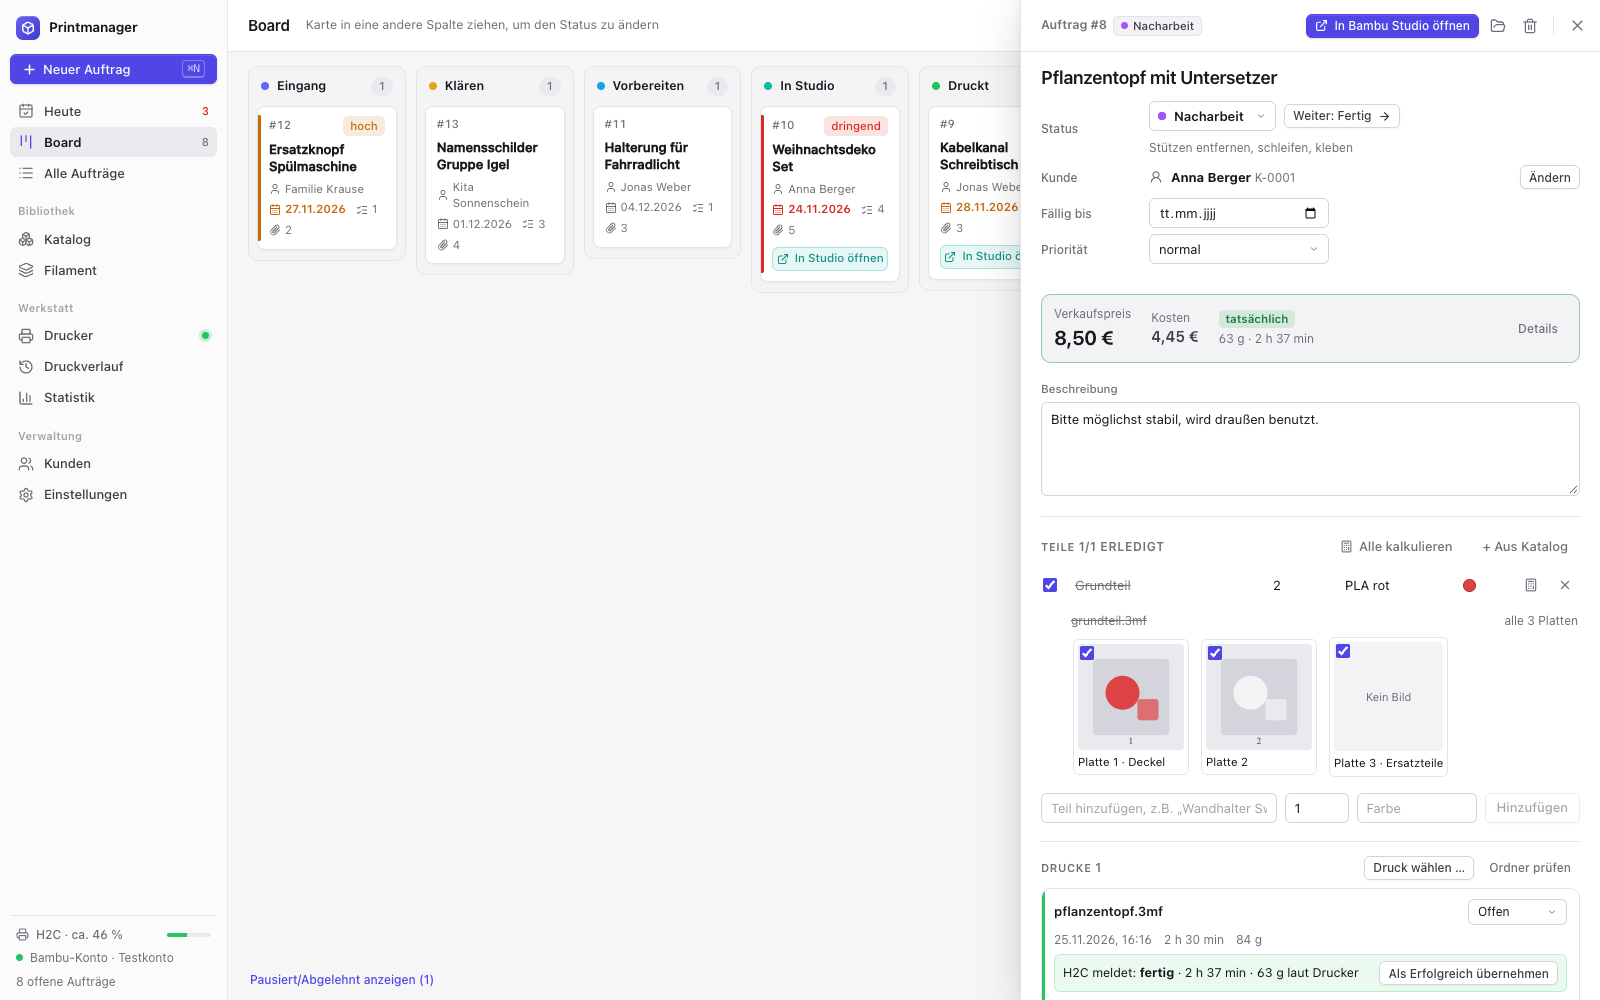 Printmanager
Neuer Auftrag
⌘N
Heute
3
Board
8
Alle Aufträge
Bibliothek
Katalog
Filament
Werkstatt
Drucker
Druckverlauf
Statistik
Verwaltung
Kunden
Einstellungen
H2C · ca. 46 %
Bambu-Konto · Testkonto
8 offene Aufträge
Board
Karte in eine andere Spalte ziehen, um den Status zu ändern
Eingang
1
#12
hoch
Ersatzknopf
Spülmaschine
Familie Krause
27.11.2026
1
2
Klären
1
#13
Namensschilder
Gruppe Igel
Kita
Sonnenschein
01.12.2026
3
4
Vorbereiten
1
#11
Halterung für
Fahrradlicht
Jonas Weber
04.12.2026
1
3
In Studio
1
#10
dringend
Weihnachtsdeko
Set
Anna Berger
24.11.2026
4
5
In Studio öffnen
Druckt
#9
Kabelkanal
Schreibtisch
Jonas Webe
28.11.2026
3
In Studio ö
Pausiert/Abgelehnt anzeigen (1)
Auftrag #8
Nacharbeit
In Bambu Studio öffnen
Pflanzentopf mit Untersetzer
Status
Nacharbeit
Weiter: Fertig →
Stützen entfernen, schleifen, kleben
Kunde
Anna Berger K-0001
Ändern
Fällig bis
tt.mm.jjjj
Priorität
normal
Verkaufspreis
8,50 €
Kosten
4,45 €
tatsächlich
63 g · 2 h 37 min
Details
Beschreibung
Bitte möglichst stabil, wird draußen benutzt.
TEILE 1/1 ERLEDIGT
Alle kalkulieren
+ Aus Katalog
Grundteil
2
PLA rot
grundteil.3mf
alle 3 Platten
1
Platte 1 · Deckel
2
Platte 2
Kein Bild
Platte 3 · Ersatzteile
Teil hinzufügen, z.B. „Wandhalter Sv
1
Farbe
Hinzufügen
DRUCKE 1
Druck wählen ...
Ordner prüfen
pflanzentopf.3mf
Offen
25.11.2026, 16:16
2 h 30 min
84 g
H2C meldet: fertig · 2 h 37 min · 63 g laut Drucker
Als Erfolgreich übernehmen